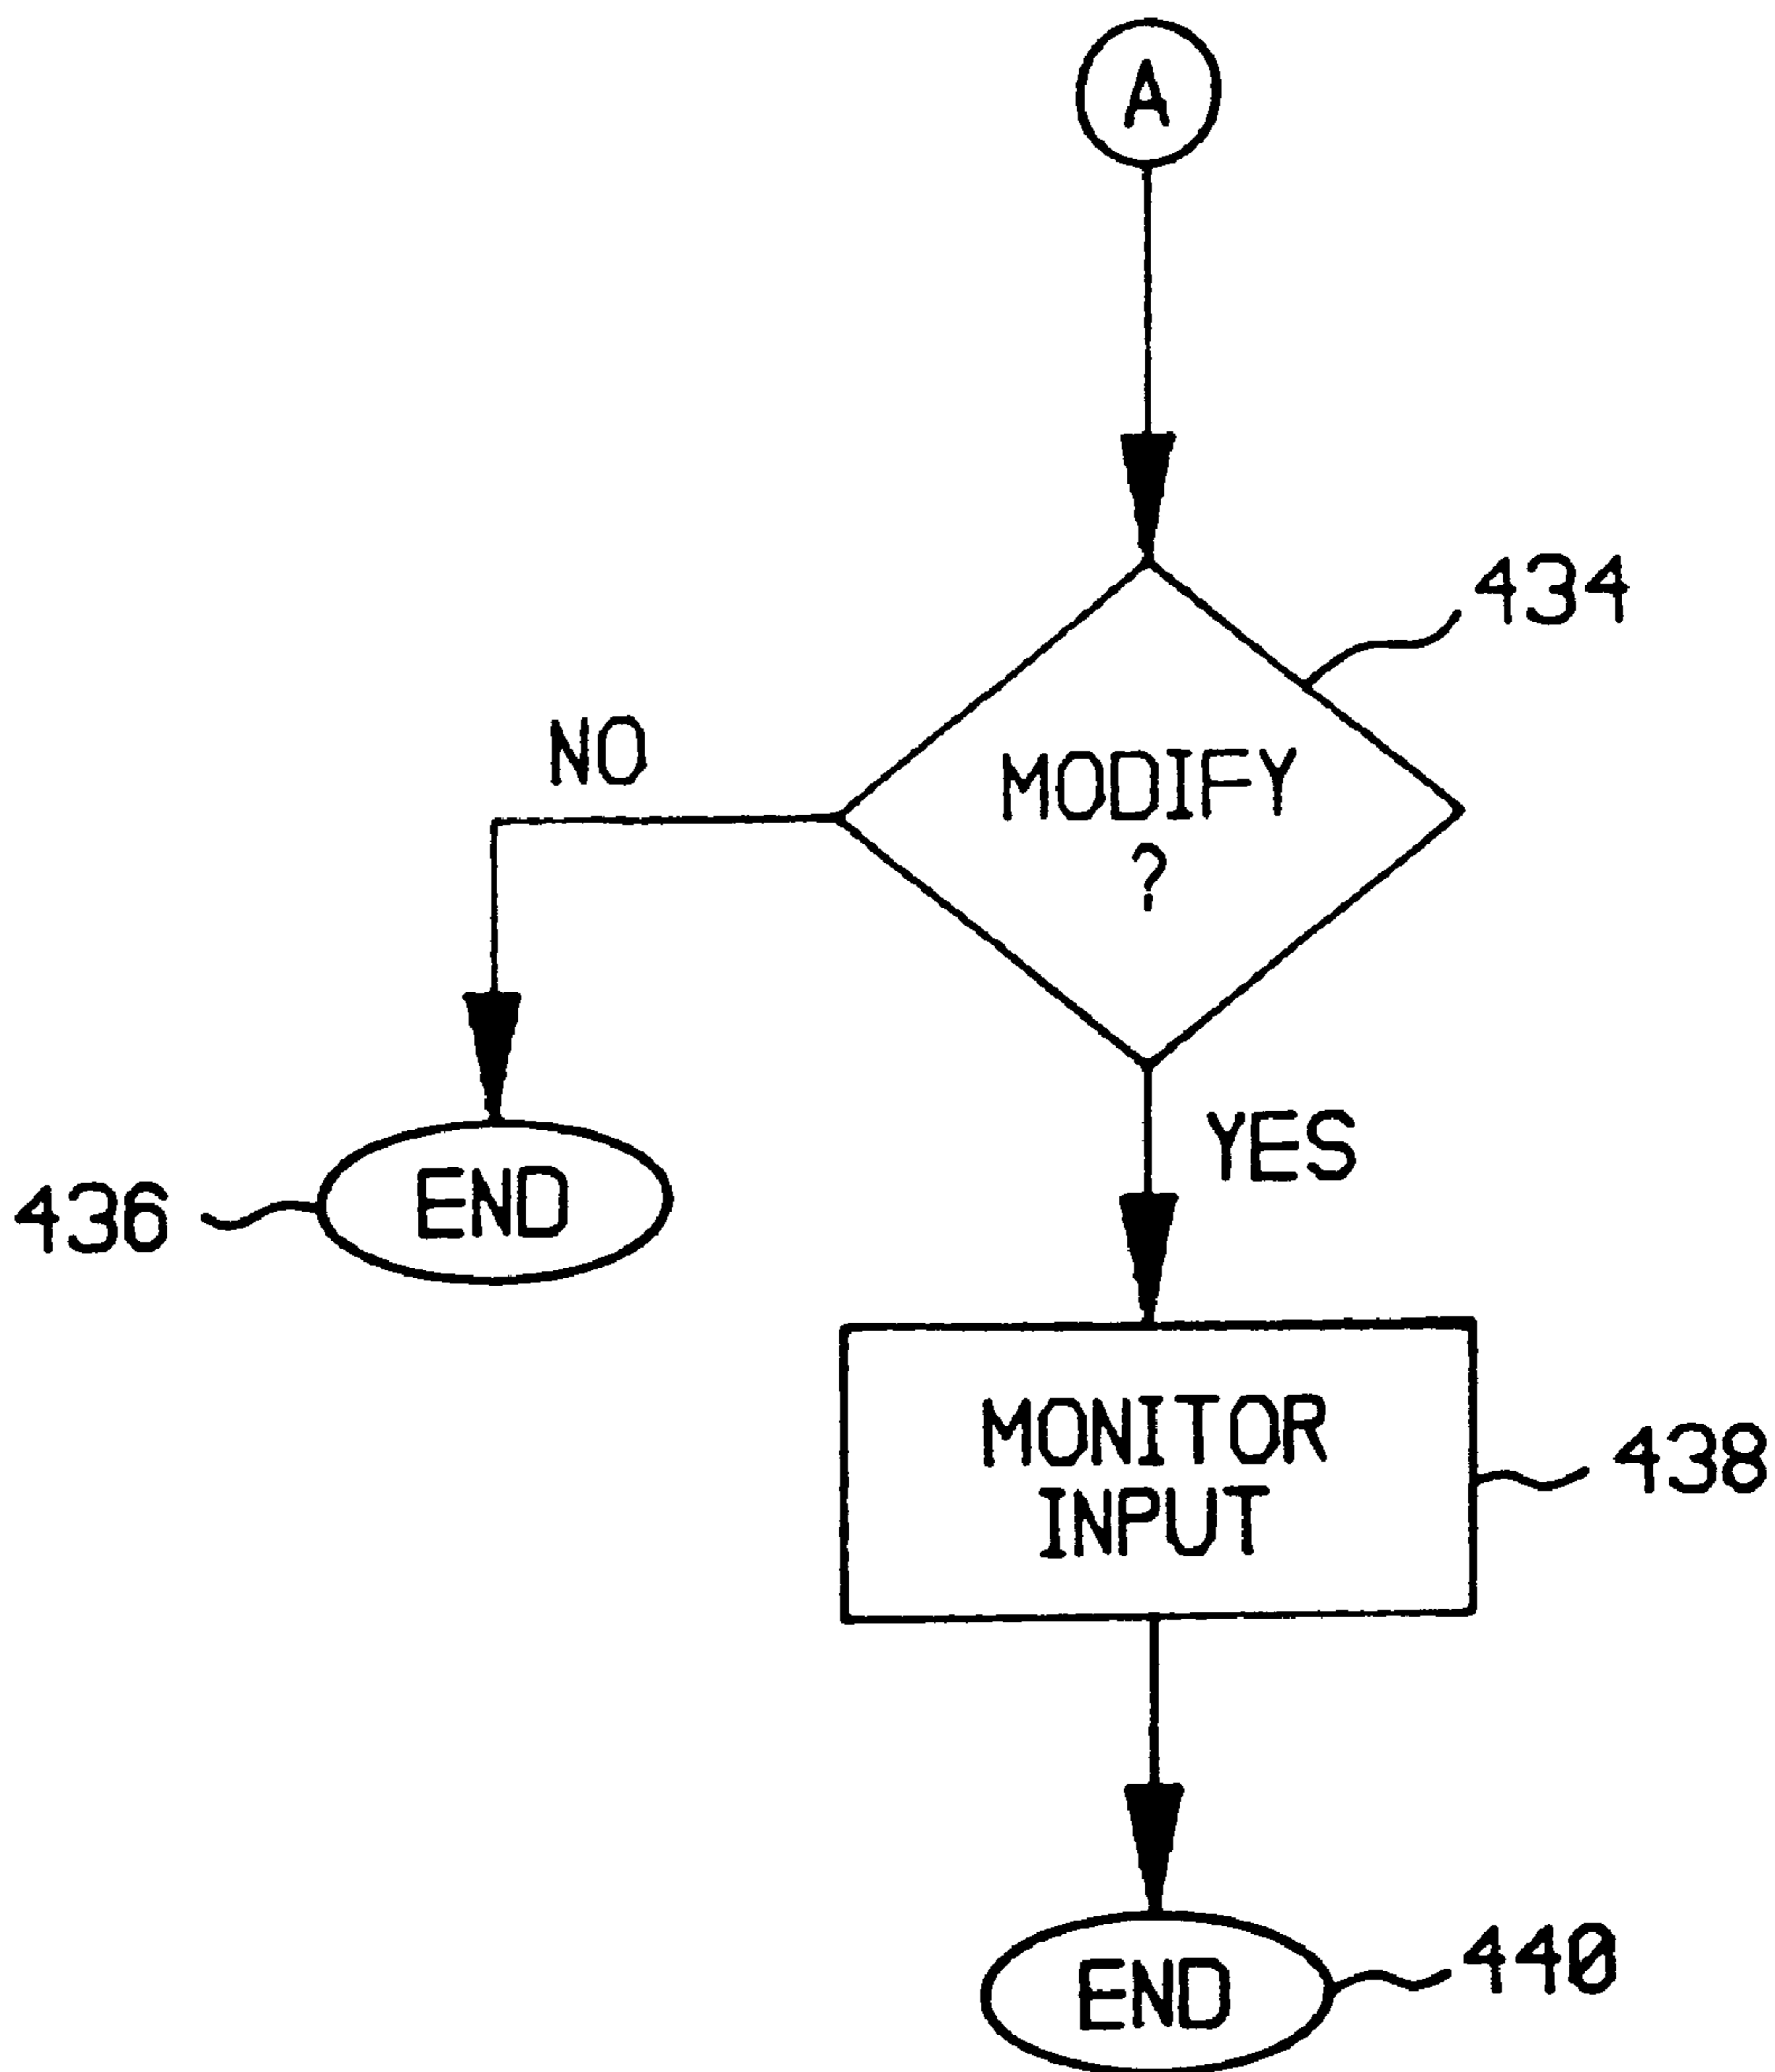 A
434
NO
MODIFY
?
YES
436
END
MONITOR
INPUT
438
END
440